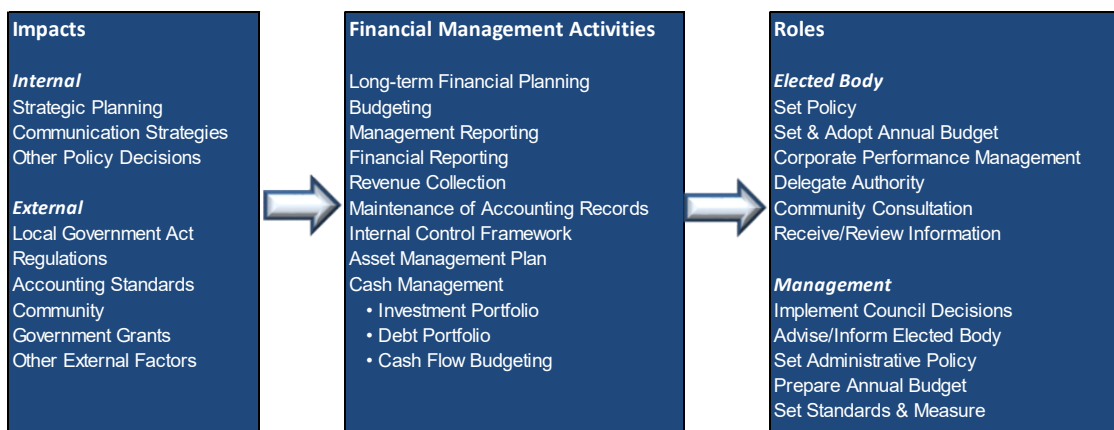 Impacts
Internal
Strategic Planning
Communication Strategies
Other Policy Decisions
External
Local Government Act
Regulations
Accounting Standards
Community
Government Grants
Other External Factors
Financial Management Activities
Long-term Financial Planning
Budgeting
Management Reporting
Financial Reporting
Revenue Collection
Maintenance of Accounting Records
Internal Control Framework
Asset Management Plan
Cash Management
• Investment Portfolio
• Debt Portfolio
• Cash Flow Budgeting
Roles
Elected Body
Set Policy
Set & Adopt Annual Budget
Corporate Performance Management
Delegate Authority
Community Consultation
Receive/Review Information
Management
Implement Council Decisions
Advise/Inform Elected Body
Set Administrative Policy
Prepare Annual Budget
Set Standards & Measure